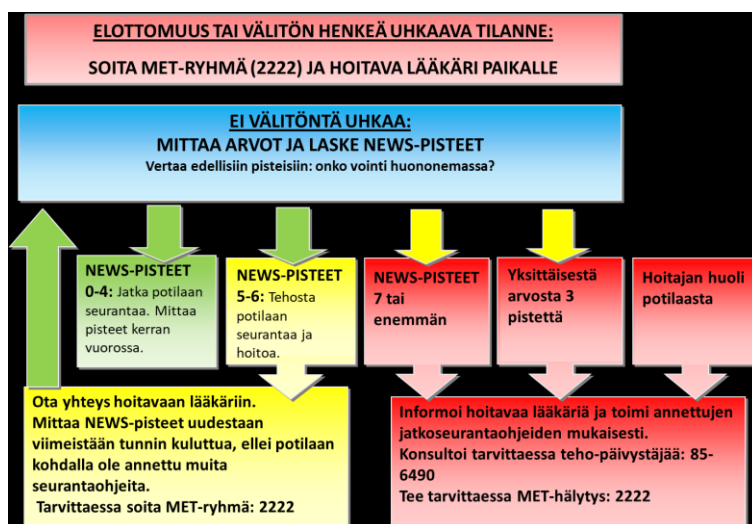 ELOTTOMUUS TAI VÄLITÖN HENKEÄ UHKAAVA TILANNE:
SOITA MET-RYHMÄ (2222) JA HOITAVA LÄÄKÄRI PAIKALLE
EI VÄLITÖNTÄ UHKAA:
MITTAA ARVOT JA LASKE NEWS-PISTEET
Vertaa edellisiin pisteisiin: onko vointi huononemassa?
NEWS-PISTEET
0-4: Jatka potilaan
seurantaa. Mittaa
pisteet kerran
vuorossa.
NEWS-PISTEET
5-6: Tehosta
potilaan
seurantaa ja
hoitoa.
NEWS-PISTEET
7 tai
enemmän
Yksittäisestä
arvosta 3
pistettä
Hoitajan huoli
potilaasta
Ota yhteys hoitavaan lääkäriin.
Mittaa NEWS-pisteet uudestaan
viimeistään tunnin kuluttua, ellei potilaan
kohdalla ole annettu muita
seurantaohjeita.
Tarvittaessa soita MET-ryhmä: 2222
Informoi hoitavaa lääkäriä ja toimi annettujen
jatkoseurantaohjeiden mukaisesti.
Konsultoi tarvittaessa teho-päivystäjää: 85-
6490
Tee tarvittaessa MET-hälytys: 2222